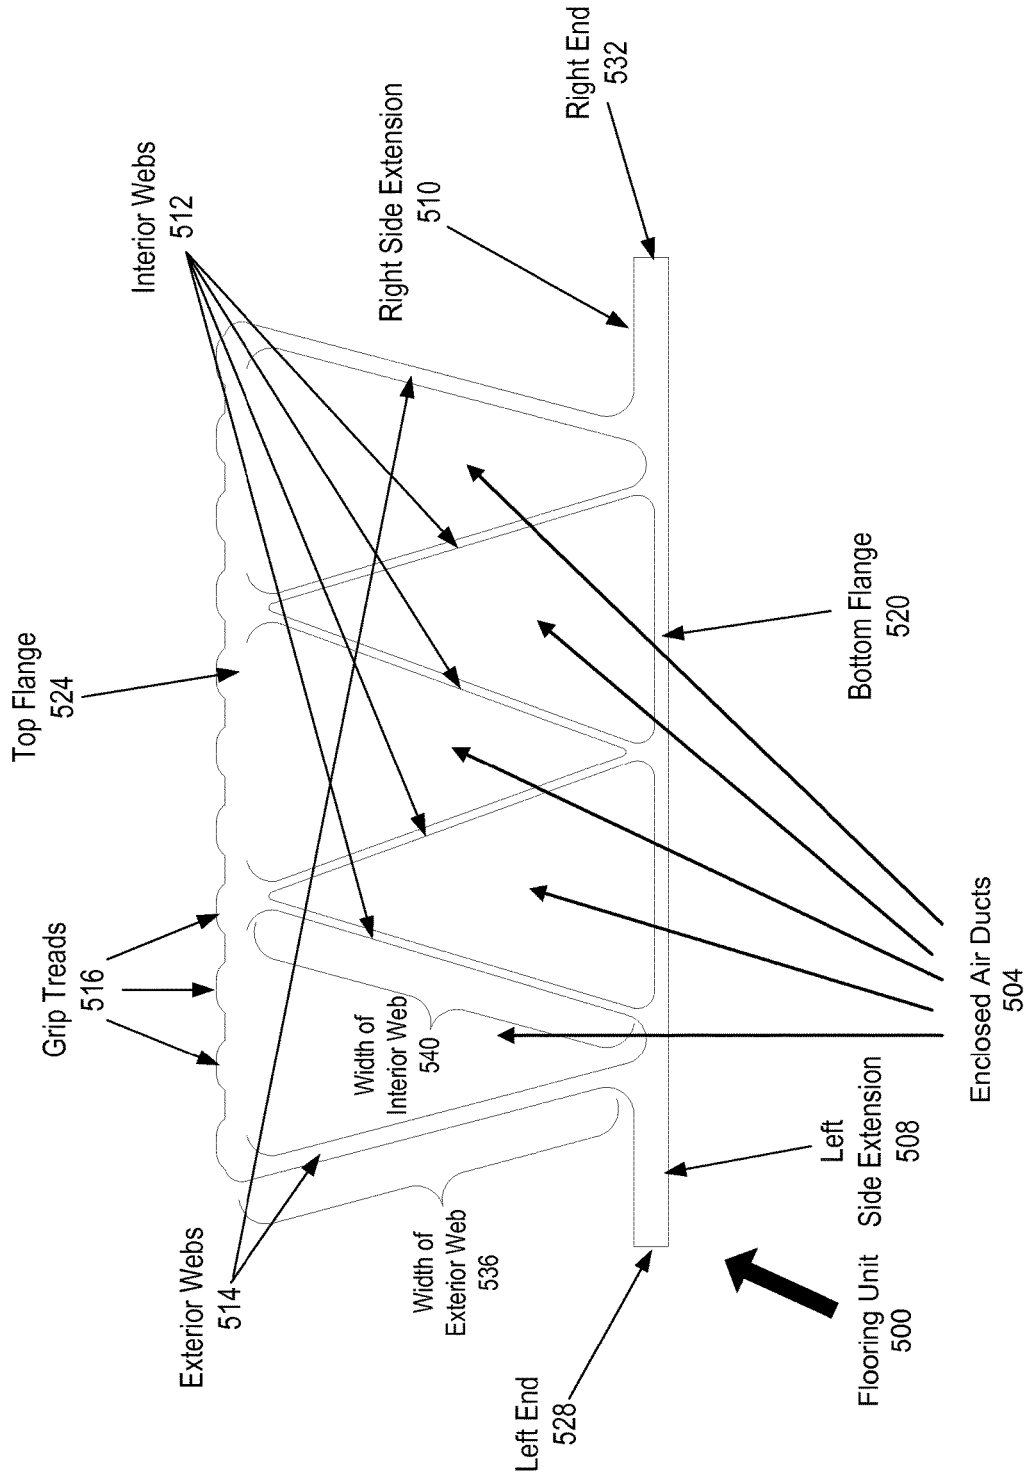 Top Flange
524
Grip Treads
516
Interior Webs
512
Exterior Webs
514
Right Side Extension
510
Right End
532
Width of
Interior Web
540
Width of
Exterior Web
536
Left End
528
Bottom Flange
520
Left
Side Extension
508
Flooring Unit
500
Enclosed Air Ducts
504